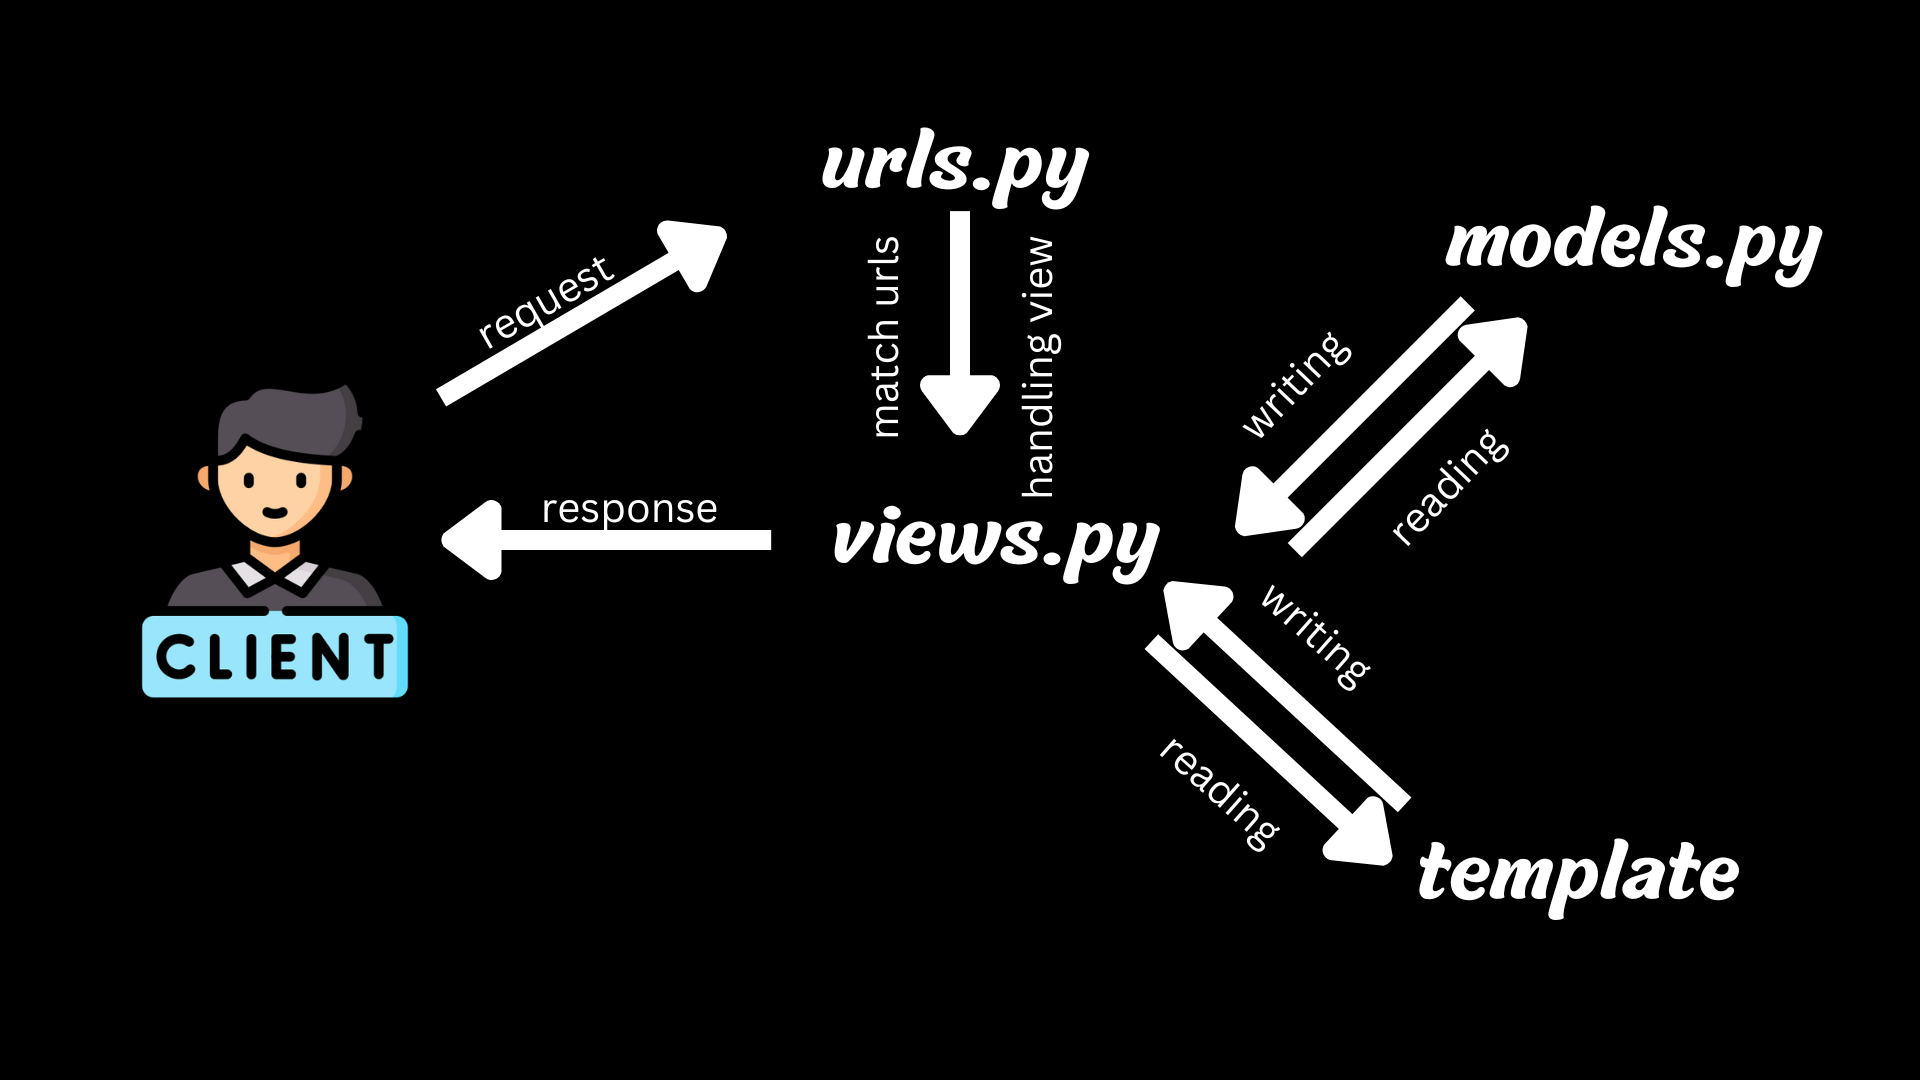 urls.py
models.py
request
match urls
handling view
writing
reading
response
views.py
writing
reading
CLIENT
template